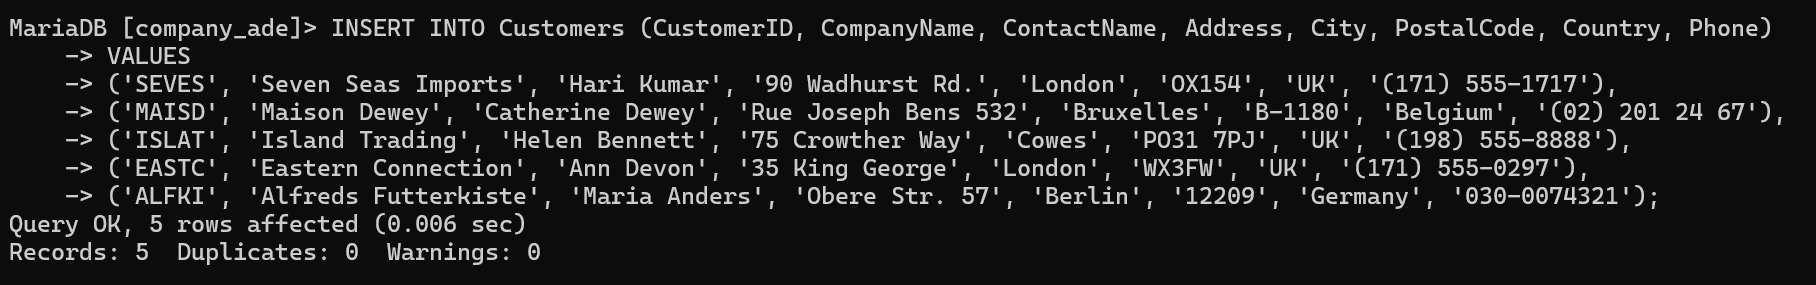 MariaDB [company_ade]> INSERT INTO Customers (CustomerID, CompanyName, ContactName, Address, City, PostalCode, Country, Phone)
    -> VALUES
    -> ('SEVES', 'Seven Seas Imports', 'Hari Kumar', '90 Wadhurst Rd.', 'London', 'OX154', 'UK', '(171) 555-1717'),
    -> ('MAISD', 'Maison Dewey', 'Catherine Dewey', 'Rue Joseph Bens 532', 'Bruxelles', 'B-1180', 'Belgium', '(02) 201 24 67'),
    -> ('ISLAT', 'Island Trading', 'Helen Bennett', '75 Crowther Way', 'Cowes', 'PO31 7PJ', 'UK', '(198) 555-8888'),
    -> ('EASTC', 'Eastern Connection', 'Ann Devon', '35 King George', 'London', 'WX3FW', 'UK', '(171) 555-0297'),
    -> ('ALFKI', 'Alfreds Futterkiste', 'Maria Anders', 'Obere Str. 57', 'Berlin', '12209', 'Germany', '030-0074321');
Query OK, 5 rows affected (0.006 sec)
Records: 5  Duplicates: 0  Warnings: 0